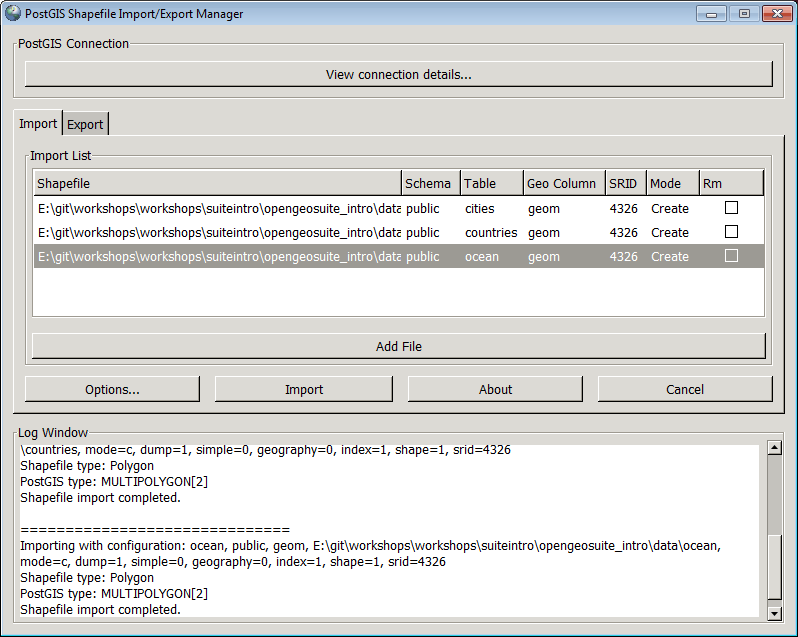 PostGIS Shapefile Import/Export Manager
PostGIS Connection
View connection details...
Import Export
Import List
Shapefile Schema Table Geo Column SRID Mode Rm
E:\git\workshops\workshops\suiteintro\opengeosuite_intro\data public cities geom 4326 Create
E:\git\workshops\workshops\suiteintro\opengeosuite_intro\data public countries geom 4326 Create
E:\git\workshops\workshops\suiteintro\opengeosuite_intro\data public ocean geom 4326 Create
Add File
Options... Import About Cancel
Log Window
\countries, mode=c, dump=1, simple=0, geography=0, index=1, shape=1, srid=4326
Shapefile type: Polygon
PostGIS type: MULTIPOLYGON[2]
Shapefile import completed.
==============================
Importing with configuration: ocean, public, geom, E:\git\workshops\workshops\suiteintro\opengeosuite_intro\data\ocean,
mode=c, dump=1, simple=0, geography=0, index=1, shape=1, srid=4326
Shapefile type: Polygon
PostGIS type: MULTIPOLYGON[2]
Shapefile import completed.